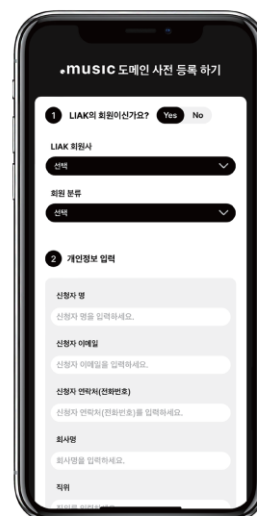 .music 도메인 사전 등록 하기
1 LIAK의 회원이신가요? Yes No
LIAK 회원사
선택
회원 분류
선택
2 개인정보 입력
신청자 명
신청자 명을 입력하세요.
신청자 이메일
신청자 이메일을 입력하세요.
신청자 연락처(전화번호)
신청자 연락처(전화번호)를 입력하세요.
회사명
회사명을 입력하세요.
직위